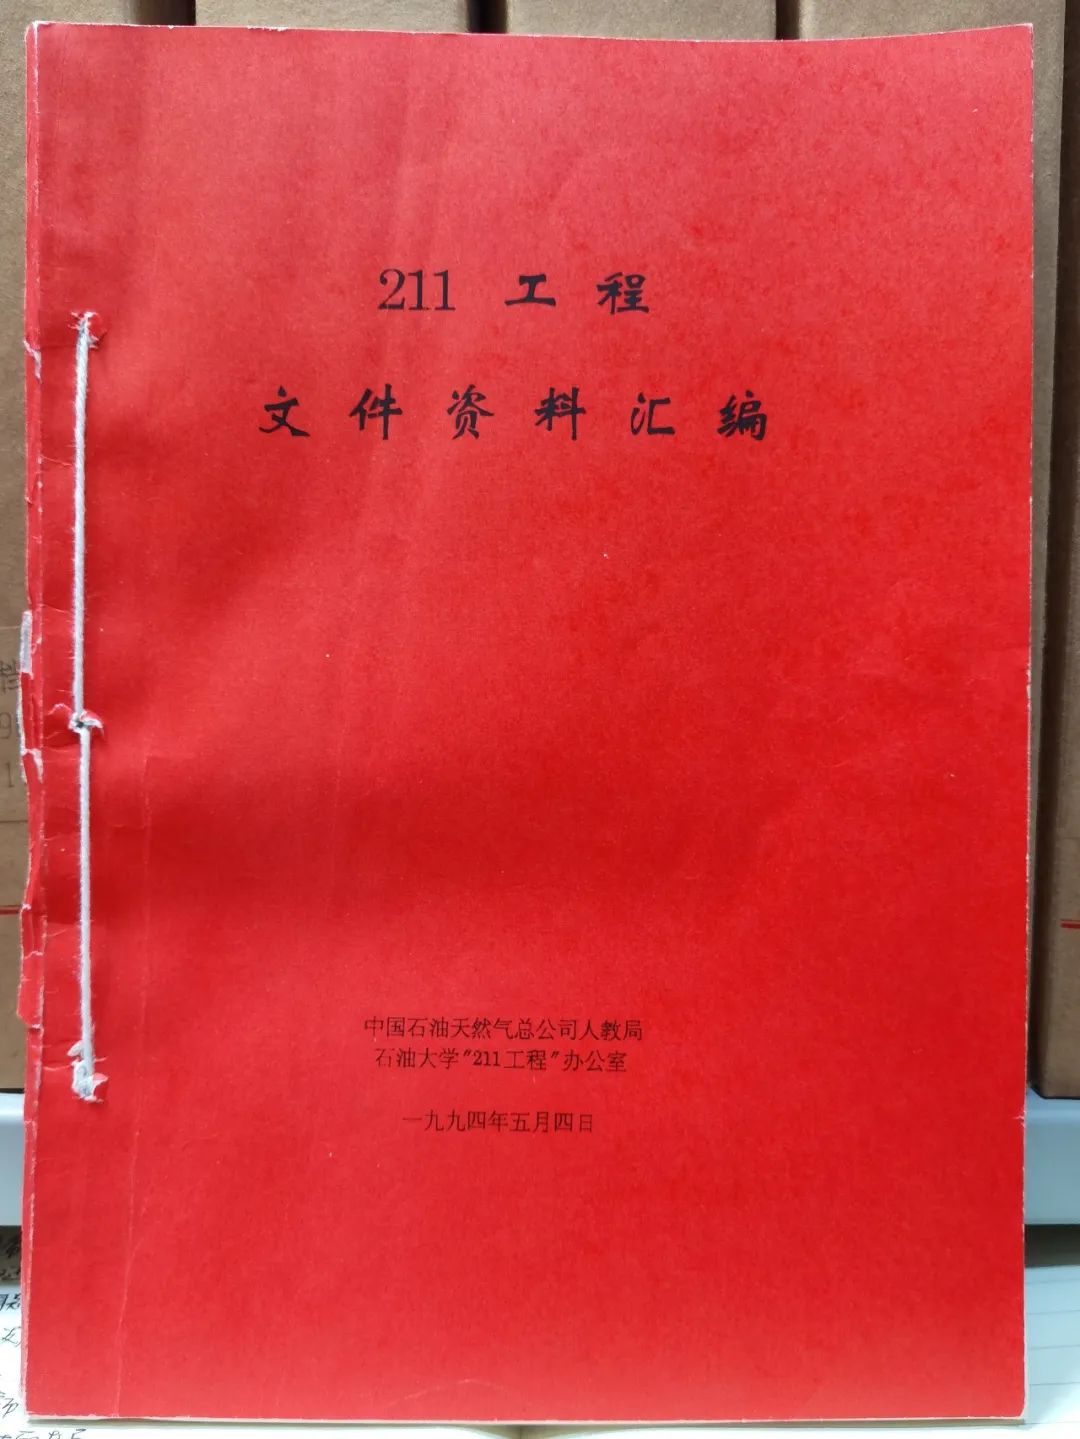 211 工程
文件资料汇编
中国石油天然气总公司人教局
石油大学"211工程"办公室
一九九四年五月四日